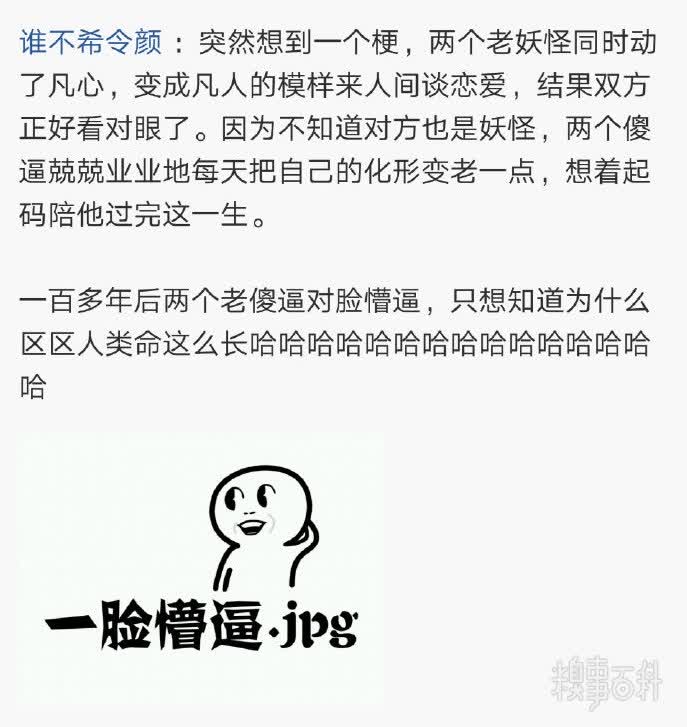 谁不希令颜 ：突然想到一个梗，两个老妖怪同时动
了凡心，变成凡人的模样来人间谈恋爱，结果双方
正好看对眼了。因为不知道对方也是妖怪，两个傻
逼兢兢业业地每天把自己的化形变老一点，想着起
码陪他过完这一生。
一百多年后两个老傻逼对脸懵逼，只想知道为什么
区区人类命这么长哈哈哈哈哈哈哈哈哈哈哈哈哈哈
哈
一脸懵逼.jpg
糗事百科